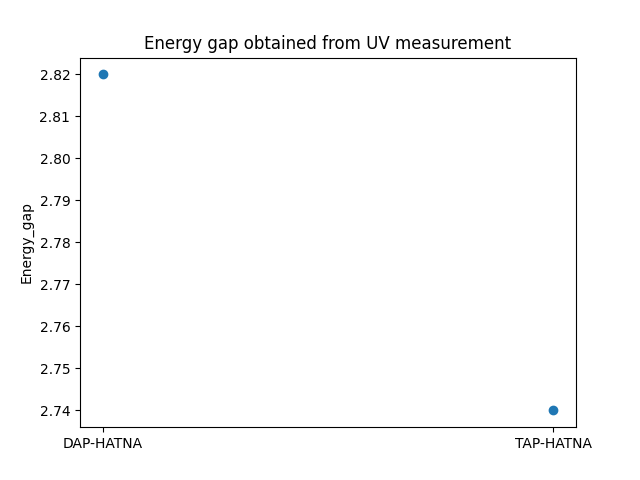 Energy gap obtained from UV measurement
Energy_gap
2.82
2.81
2.80
2.79
2.78
2.77
2.76
2.75
2.74
DAP-HATNA
TAP-HATNA